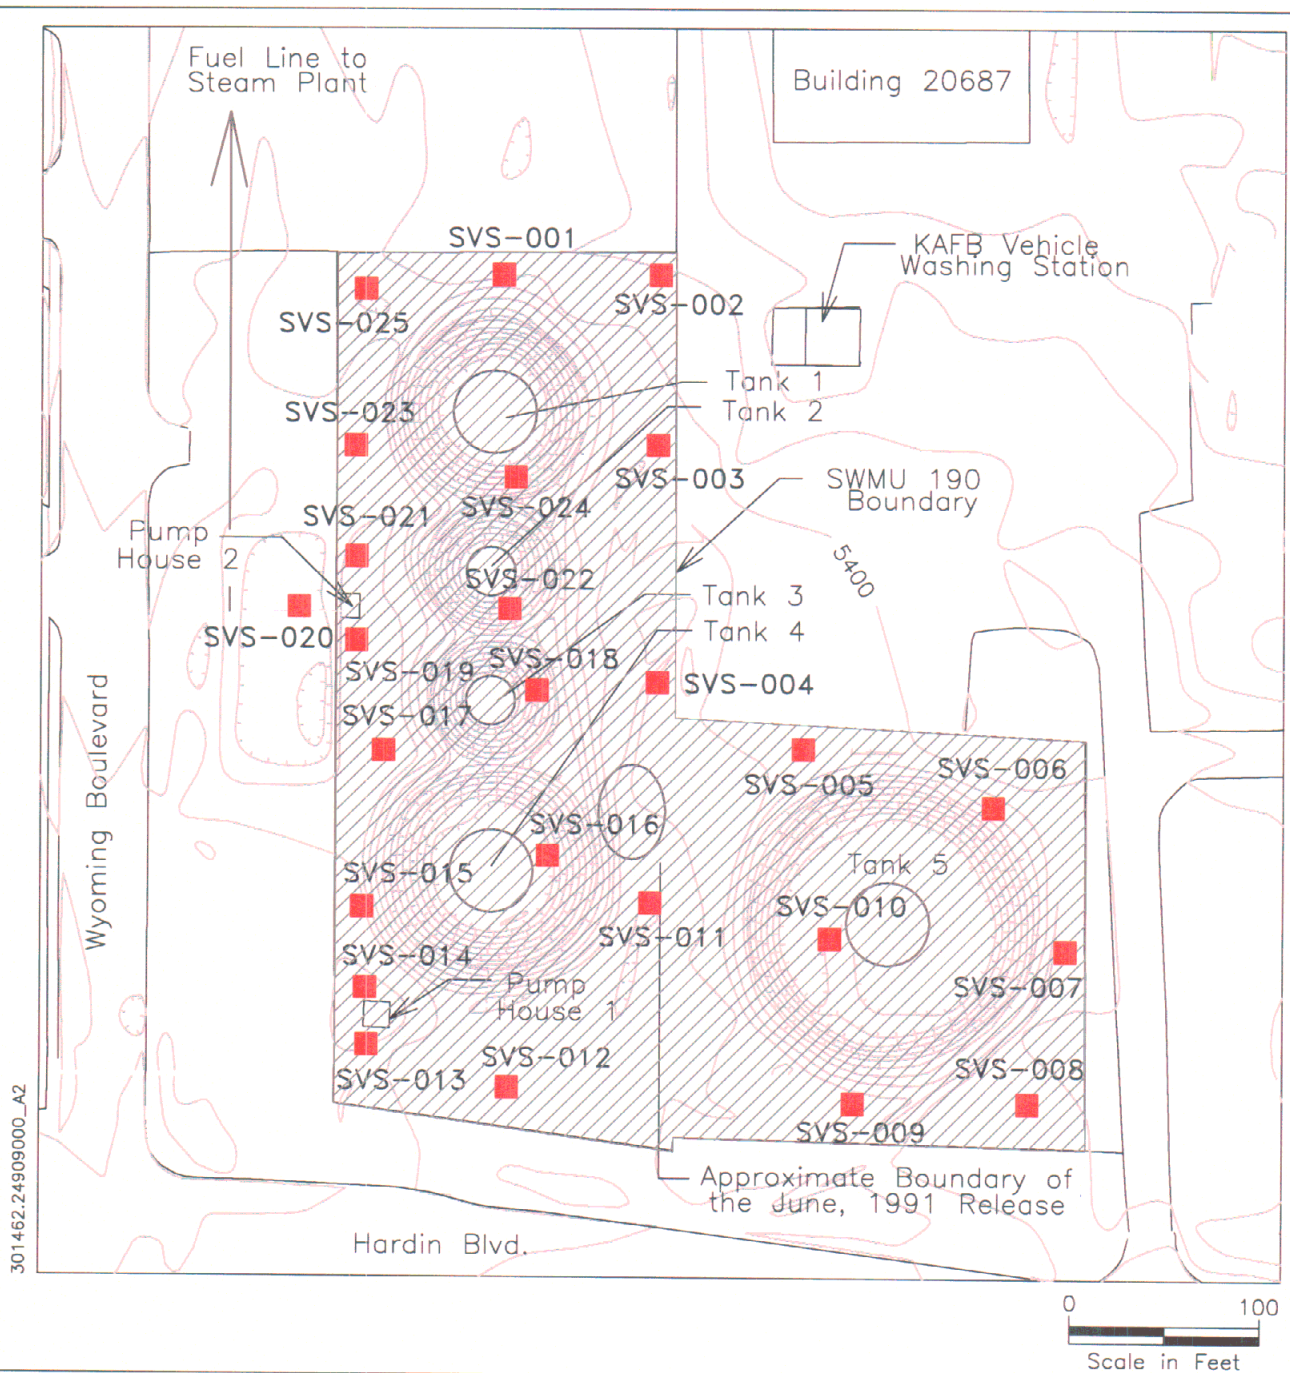 Fuel Line to
Steam Plant
Building 20687
SVS-001
KAFB Vehicle
Washing Station
SVS-002
SVS-025
Tank 1
Tank 2
SVS-023
SVS-003
SWMU 190
Boundary
SVS-024
SVS-021
Pump
House 2
5400
SVS-022
Tank 3
Tank 4
SVS-020
SVS-018
SVS-019
SVS-004
SVS-017
Wyoming Boulevard
SVS-006
SVS-005
SVS-016
Tank 5
SVS-015
SVS-010
SVS-011
SVS-014
SVS-007
Pump
House 1
SVS-012
SVS-008
SVS-013
SVS-009
301462.24909000_A2
Approximate Boundary of
the June, 1991 Release
Hardin Blvd.
0 100
Scale in Feet